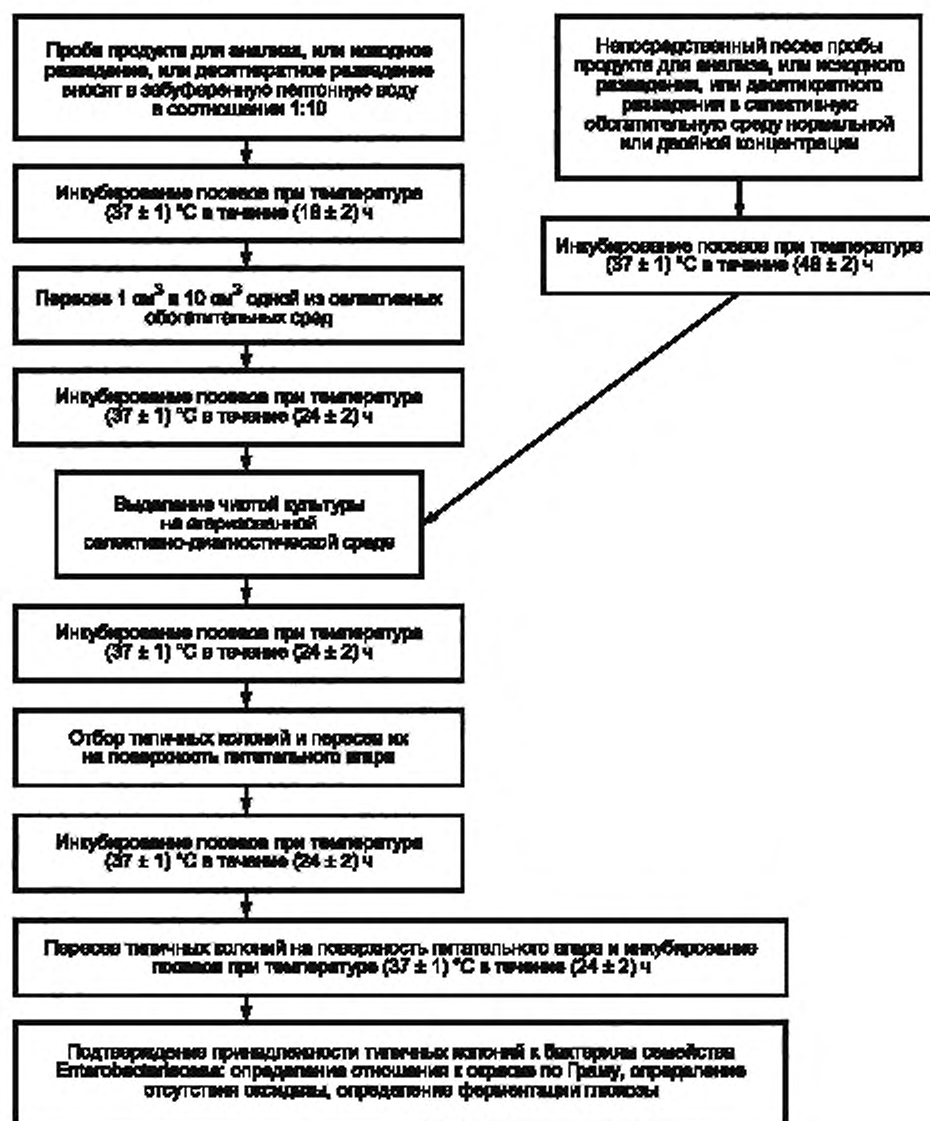 Проба продукта для анализа, или исходное
разведение, или десятикратное разведение
вносят в забуференную пептонную воду
в соотношении 1:10
Инкубирование посевов при температуре
(37 ± 1) °С в течение (18 ± 2) ч
Пересев 1 см³ в 10 см³ одной из селективных
обогатительных сред
Инкубирование посевов при температуре
(37 ± 1) °С в течение (24 ± 2) ч
Непосредственный посев пробы
продукта для анализа, или исходного
разведения, или десятикратного
разведения в селективную
обогатительную среду нормальной
или двойной концентрации
Инкубирование посевов при температуре
(37 ± 1) °С в течение (48 ± 2) ч
Выделение чистой культуры
на агаризованной
селективно-диагностической среде
Инкубирование посевов при температуре
(37 ± 1) °С в течение (24 ± 2) ч
Отбор типичных колоний и пересев их
на поверхность питательного агара
Инкубирование посевов при температуре
(37 ± 1) °С в течение (24 ± 2) ч
Пересев типичных колоний на поверхность питательного агара и инкубирование
посевов при температуре (37 ± 1) °С в течение (24 ± 2) ч
Подтверждение принадлежности типичных колоний к бактериям семейства
Enterobacteriaceae: определение отношения к окраске по Граму, определение
отсутствия оксидазы, определение ферментации глюкозы